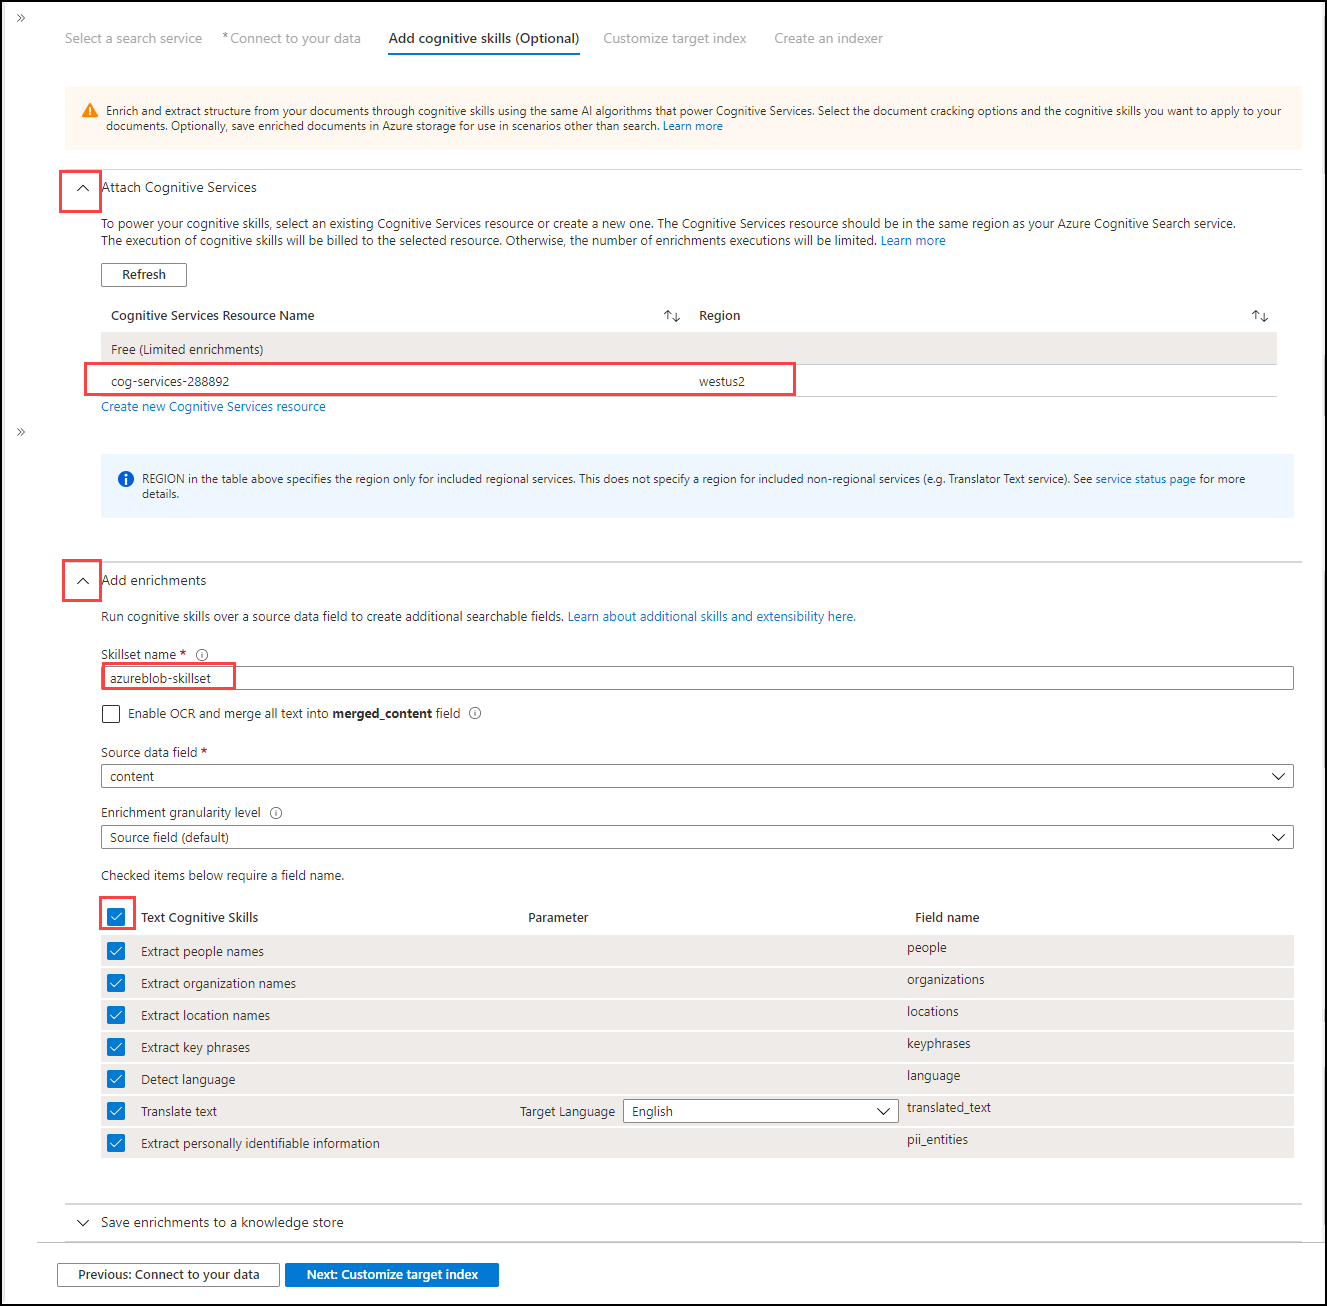 Select a search service * Connect to your data Add cognitive skills (Optional) Customize target index Create an indexer
Enrich and extract structure from your documents through cognitive skills using the same AI algorithms that power Cognitive Services. Select the document cracking options and the cognitive skills you want to apply to your
documents. Optionally, save enriched documents in Azure storage for use in scenarios other than search. Learn more
Attach Cognitive Services
To power your cognitive skills, select an existing Cognitive Services resource or create a new one. The Cognitive Services resource should be in the same region as your Azure Cognitive Search service.
The execution of cognitive skills will be billed to the selected resource. Otherwise, the number of enrichments executions will be limited. Learn more
Refresh
Cognitive Services Resource Name Region
Free (Limited enrichments)
cog-services-288892 westus2
Create new Cognitive Services resource
REGION in the table above specifies the region only for included regional services. This does not specify a region for included non-regional services (e.g. Translator Text service). See service status page for more
details.
Add enrichments
Run cognitive skills over a source data field to create additional searchable fields. Learn about additional skills and extensibility here.
Skillset name *
azureblob-skillset
Enable OCR and merge all text into merged_content field
Source data field *
content
Enrichment granularity level
Source field (default)
Checked items below require a field name.
Text Cognitive Skills Parameter Field name
Extract people names people
Extract organization names organizations
Extract location names locations
Extract key phrases keyphrases
Detect language language
Translate text Target Language English translated_text
Extract personally identifiable information pii_entities
Save enrichments to a knowledge store
Previous: Connect to your data Next: Customize target index